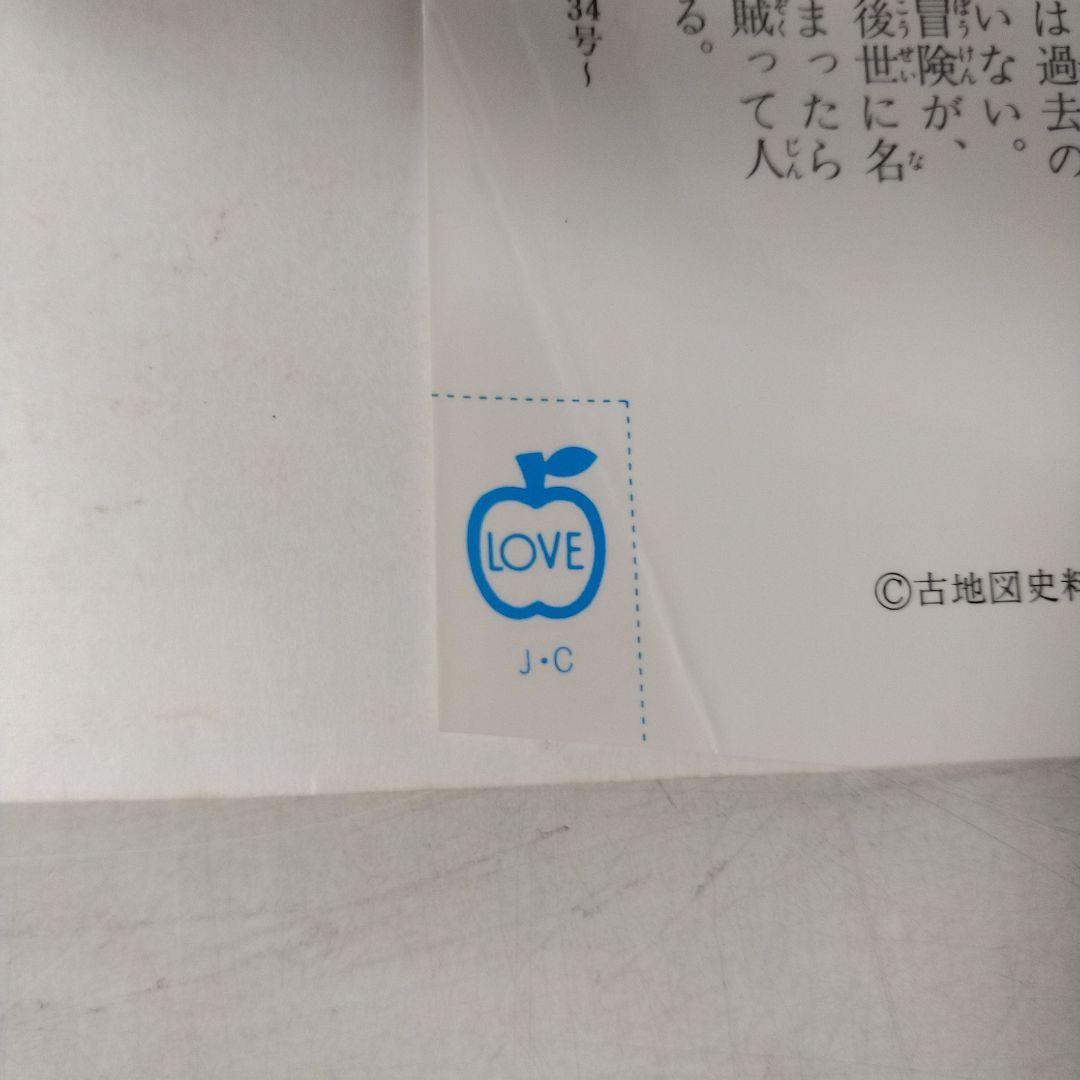 は過去の
いない。
冒険が、
後世に名
まったら
賊って人
る。
34号~
LOVE
J・C
©古地図史料